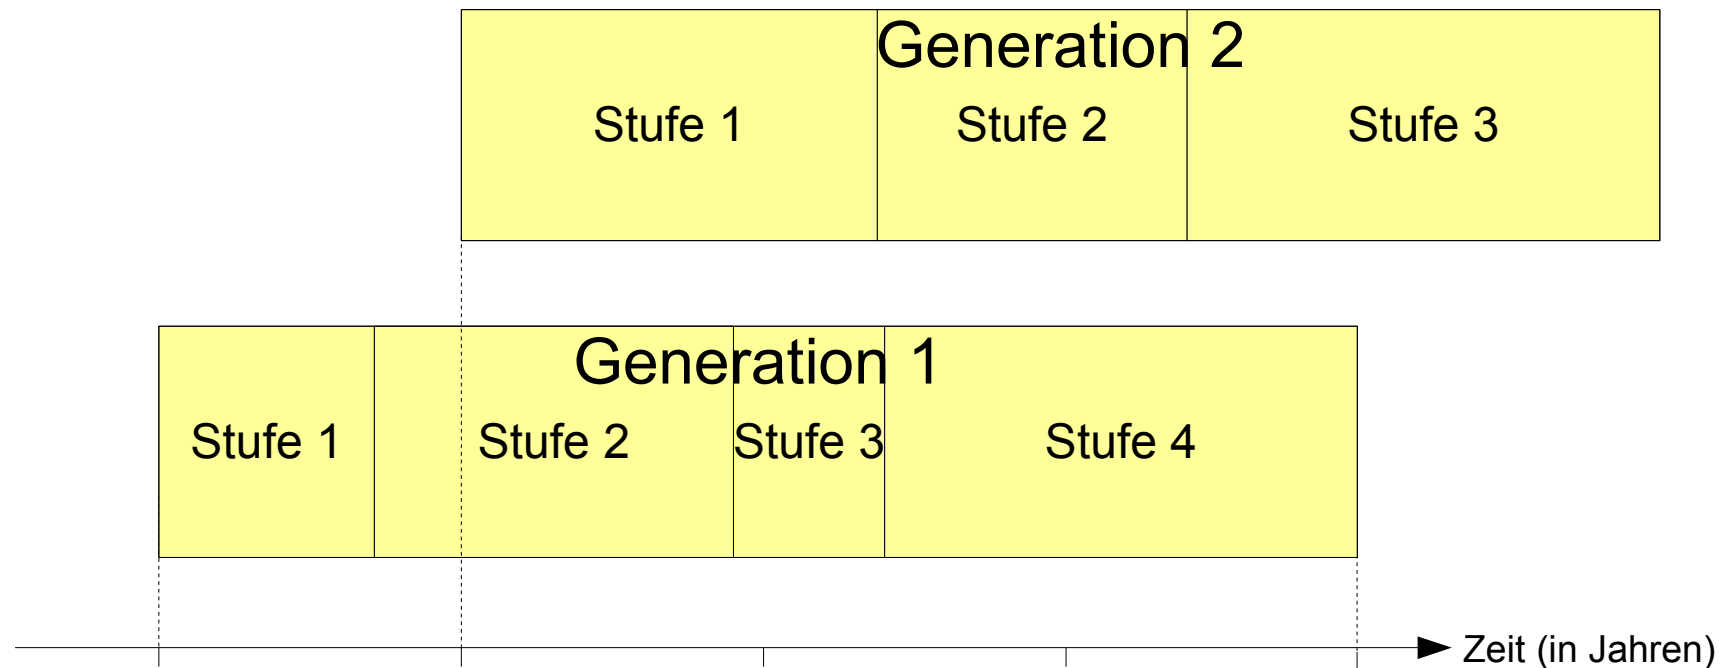 Generation 2
Stufe 1
Stufe 2
Stufe 3
Generation 1
Stufe 1
Stufe 2
Stufe 3
Stufe 4
Zeit (in Jahren)